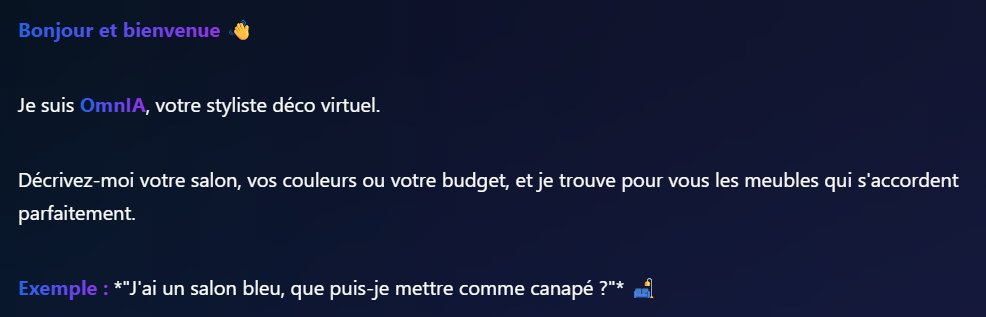 Bonjour et bienvenue 👋
Je suis OmnIA, votre styliste déco virtuel.
Décrivez-moi votre salon, vos couleurs ou votre budget, et je trouve pour vous les meubles qui s'accordent
parfaitement.
Exemple : *"J'ai un salon bleu, que puis-je mettre comme canapé ?"* 🛋️